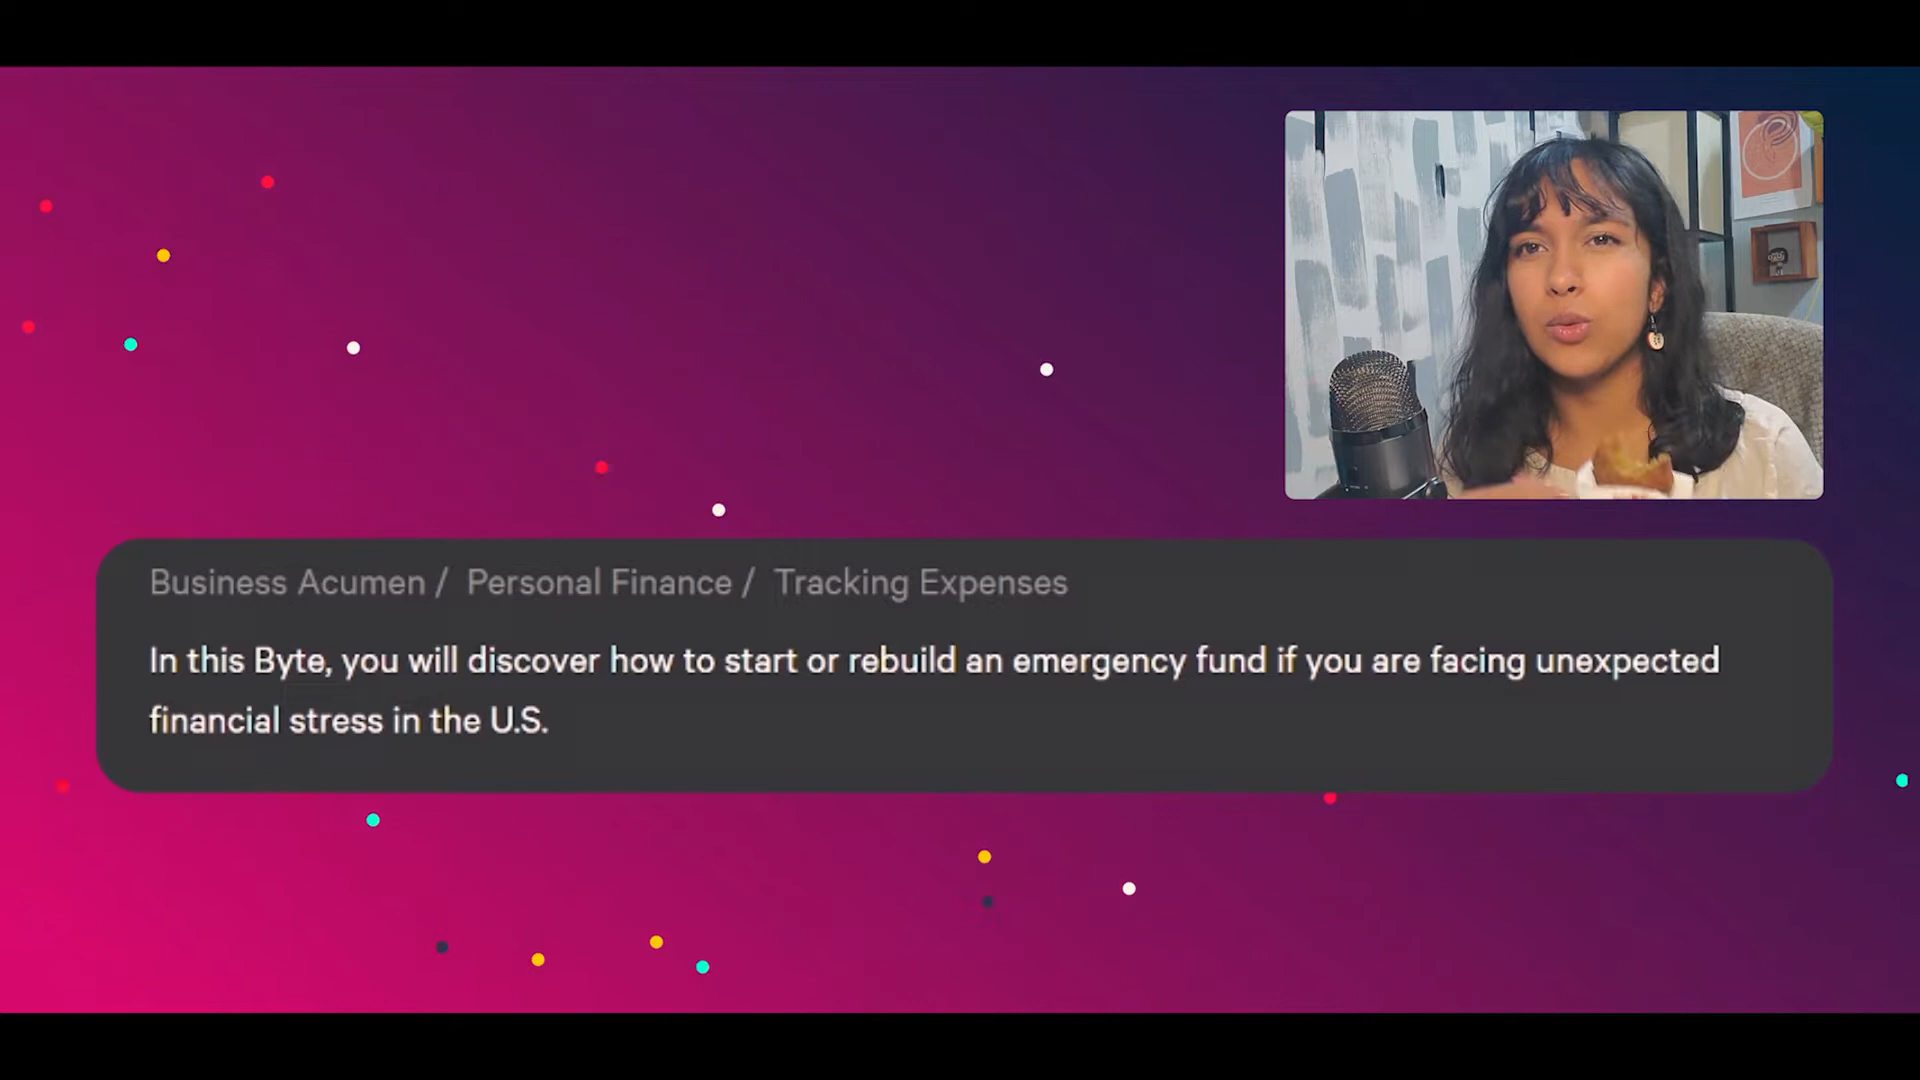 Business Acumen / Personal Finance / Tracking Expenses
In this Byte, you will discover how to start or rebuild an emergency fund if you are facing unexpected
financial stress in the U.S.